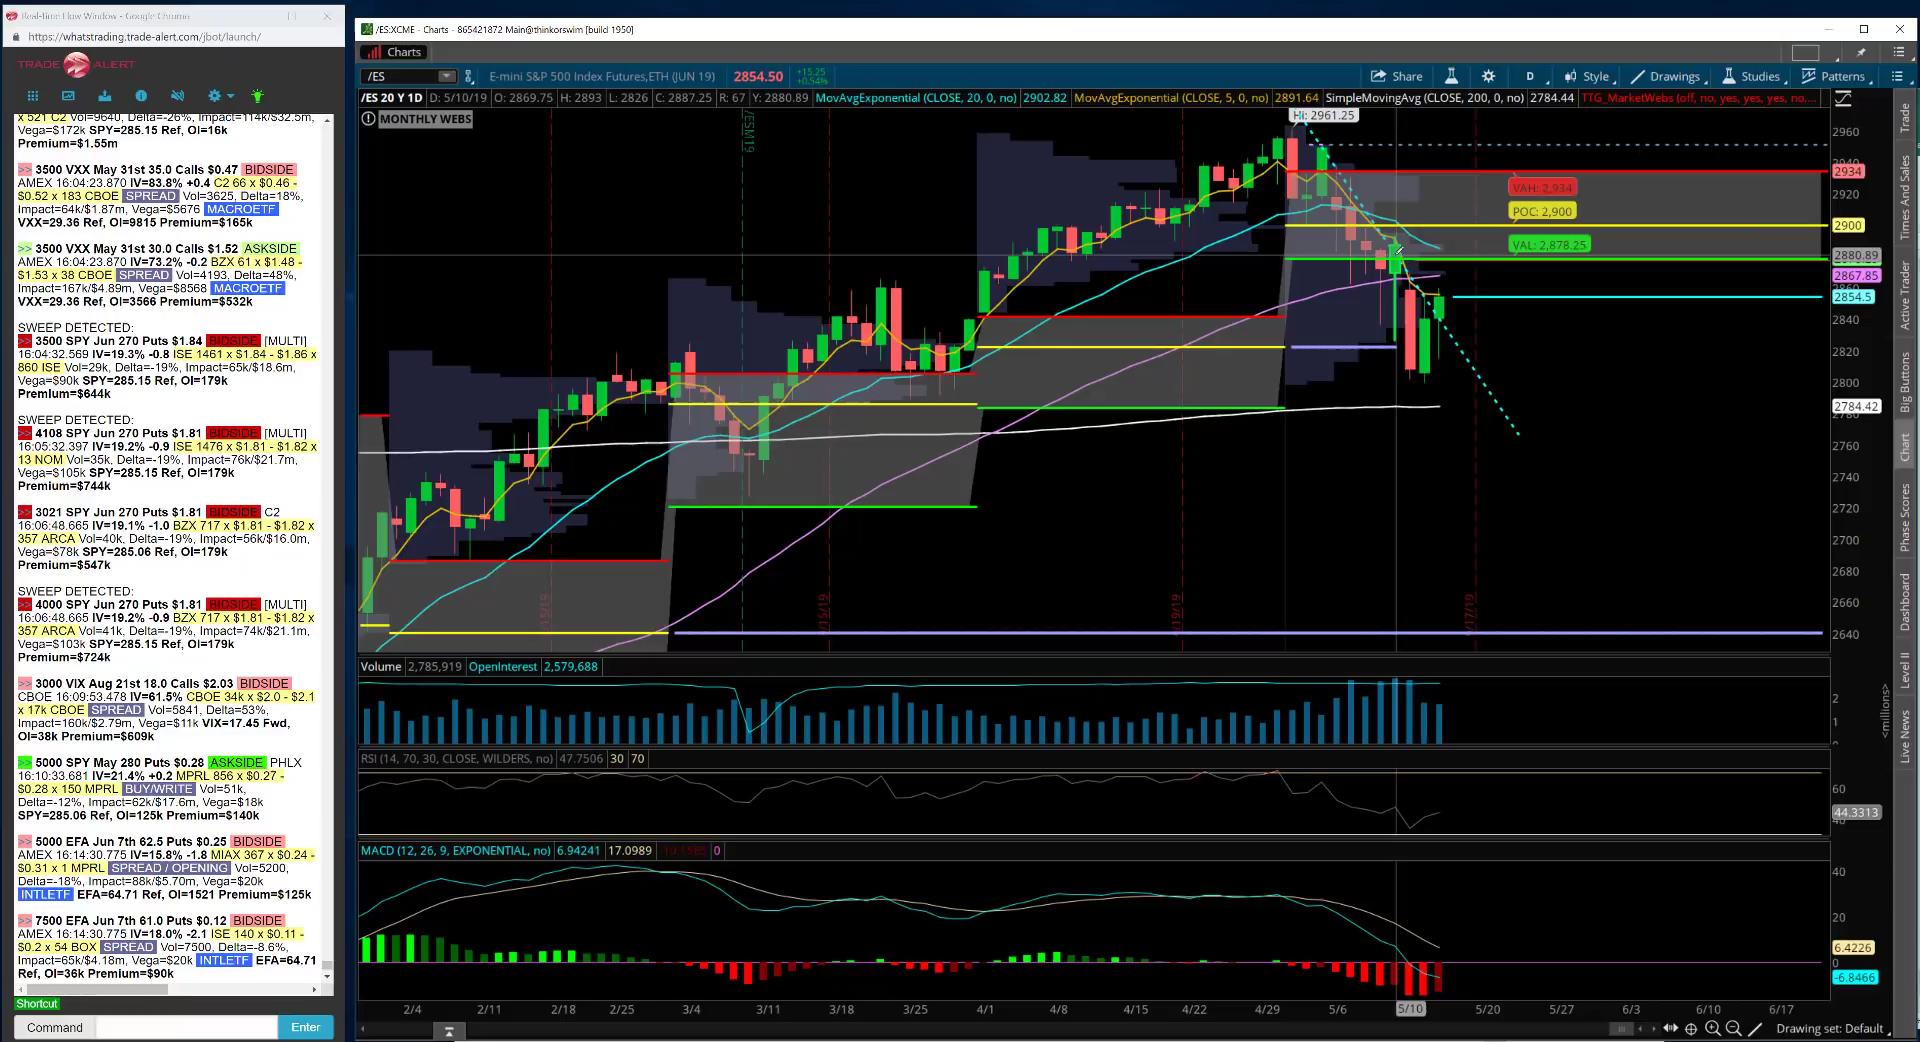 Real-time Flow Window - Google Chrome
https://whatstrading.trade-alert.com/jbot/launch/
TRADE ALERT
x 521 C2 Vol=9640, Delta=-26%, Impact=114k/$32.5m,
Vega=$172k SPY=285.15 Ref, OI=16k
Premium=$1.55m
>> 3500 VXX May 31st 35.0 Calls $0.47 BIDSIDE
AMEX 16:04:23.870 IV=83.8% +0.4 C2 66 x $0.46 -
$0.52 x 183 CBOE SPREAD Vol=3625, Delta=18%,
Impact=64k/$1.87m, Vega=$5676 MACROETF
VXX=29.36 Ref, OI=9815 Premium=$165k
>> 3500 VXX May 31st 30.0 Calls $1.52 ASKSIDE
AMEX 16:04:23.870 IV=73.2% -0.2 BZX 61 x $1.48 -
$1.53 x 38 CBOE SPREAD Vol=4193, Delta=48%,
Impact=167k/$4.89m, Vega=$8568 MACROETF
VXX=29.36 Ref, OI=3566 Premium=$532k
SWEEP DETECTED:
>> 3500 SPY Jun 270 Puts $1.84 BIDSIDE [MULTI]
16:04:32.569 IV=19.3% -0.8 ISE 1461 x $1.84 - $1.86 x
860 ISE Vol=29k, Delta=-19%, Impact=65k/$18.6m,
Vega=$90k SPY=285.15 Ref, OI=179k
Premium=$644k
SWEEP DETECTED:
>> 4108 SPY Jun 270 Puts $1.81 BIDSIDE [MULTI]
16:05:32.397 IV=19.2% -0.9 ISE 1476 x $1.81 - $1.82 x
13 NOM Vol=35k, Delta=-19%, Impact=76k/$21.7m,
Vega=$105k SPY=285.15 Ref, OI=179k
Premium=$744k
>> 3021 SPY Jun 270 Puts $1.81 BIDSIDE C2
16:06:48.665 IV=19.1% -1.0 BZX 717 x $1.81 - $1.82 x
357 ARCA Vol=40k, Delta=-19%, Impact=56k/$16.0m,
Vega=$78k SPY=285.06 Ref, OI=179k
Premium=$547k
SWEEP DETECTED:
>> 4000 SPY Jun 270 Puts $1.81 BIDSIDE [MULTI]
16:06:48.665 IV=19.2% -0.9 BZX 717 x $1.81 - $1.82 x
357 ARCA Vol=41k, Delta=-19%, Impact=74k/$21.1m,
Vega=$103k SPY=285.15 Ref, OI=179k
Premium=$724k
>> 3000 VIX Aug 21st 18.0 Calls $2.03 BIDSIDE
CBOE 16:09:53.478 IV=61.5% CBOE 34k x $2.0 - $2.1
x 17k CBOE SPREAD Vol=5841, Delta=53%,
Impact=160k/$2.79m, Vega=$11k VIX=17.45 Fwd,
OI=38k Premium=$609k
>> 5000 SPY May 280 Puts $0.28 ASKSIDE PHLX
16:10:33.681 IV=21.4% +0.2 MPRL 856 x $0.27 -
$0.28 x 150 MPRL BUY/WRITE Vol=51k,
Delta=-12%, Impact=62k/$17.6m, Vega=$18k
SPY=285.06 Ref, OI=125k Premium=$140k
>> 5000 EFA Jun 7th 62.5 Puts $0.25 BIDSIDE
AMEX 16:14:30.775 IV=15.8% -1.8 MIAX 367 x $0.24 -
$0.31 x 1 MPRL SPREAD / OPENING Vol=5200,
Delta=-18%, Impact=88k/$5.70m, Vega=$20k
INTLETF EFA=64.71 Ref, OI=1521 Premium=$125k
>> 7500 EFA Jun 7th 61.0 Puts $0.12 BIDSIDE
AMEX 16:14:30.775 IV=18.0% -2.1 ISE 140 x $0.11 -
$0.2 x 54 BOX SPREAD Vol=7500, Delta=-8.6%,
Impact=65k/$4.18m, Vega=$20k INTLETF EFA=64.71
Ref, OI=36k Premium=$90k
Shortcut
Command Enter
/ES:XCME - Charts - 865421872 Main@thinkorswim [build 1950]
Charts
/ES E-mini S&P 500 Index Futures,ETH (JUN 19) 2854.50 +15.25 +0.54% Share D Style Drawings Studies Patterns
/ES 20 Y 1D D: 5/10/19 O: 2869.75 H: 2893 L: 2826 C: 2887.25 R: 67 Y: 2880.89 MovAvgExponential (CLOSE, 20, 0, no) 2902.82 MovAvgExponential (CLOSE, 5, 0, no) 2891.64 SimpleMovingAvg (CLOSE, 200, 0, no) 2784.44 TTG_MarketWebs (off, no, yes, yes, no,...
MONTHLY WEBS
Hi: 2961.25
/ESM19
VAH: 2,934
POC: 2,900
VAL: 2,878.25
2960
2940
2934
2920
2900
2880.89
2867.85
2860
2854.5
2840
2820
2800
2784.42
2780
2760
2740
2720
2700
2680
2660
2640
3/15/19
4/19/19
5/17/19
Volume 2,785,919 OpenInterest 2,579,688
2
1
<millions>
RSI (14, 70, 30, CLOSE, WILDERS, no) 47.7506 30 70
60
44.3313
40
MACD (12, 26, 9, EXPONENTIAL, no) 6.94241 17.0989 0
40
20
6.4226
0
-6.8466
2/4 2/11 2/18 2/25 3/4 3/11 3/18 3/25 4/1 4/8 4/15 4/22 4/29 5/6 5/10 5/20 5/27 6/3 6/10 6/17
Drawing set: Default
Trade
Times And Sales
Active Trader
Big Buttons
Chart
Phase Scores
Dashboard
Level II
Live News